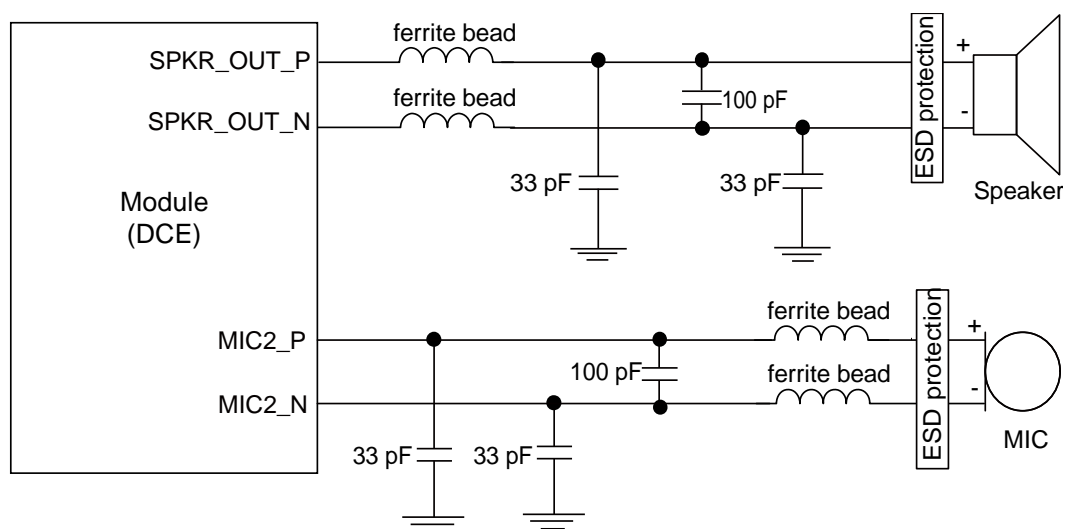 ferrite bead
SPKR_OUT_P
+
100 pF
ferrite bead
SPKR_OUT_N
-
ESD protection
33 pF
33 pF
Speaker
Module
(DCE)
ferrite bead
MIC2_P
+
100 pF
ferrite bead
MIC2_N
-
ESD protection
MIC
33 pF
33 pF